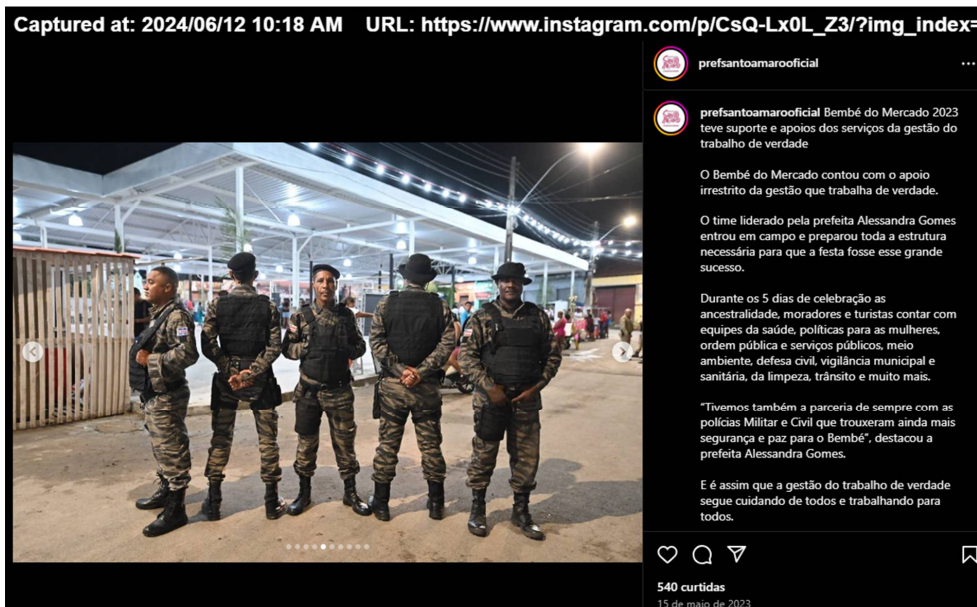 Captured at: 2024/06/12 10:18 AM URL: https://www.instagram.com/p/CsQ-Lx0L_Z3/?img_index=
prefsantoamarooficial
prefsantoamarooficial Bembé do Mercado 2023
teve suporte e apoios dos serviços da gestão do
trabalho de verdade
O Bembé do Mercado contou com o apoio
irrestrito da gestão que trabalha de verdade.
O time liderado pela prefeita Alessandra Gomes
entrou em campo e preparou toda a estrutura
necessária para que a festa fosse esse grande
sucesso.
Durante os 5 dias de celebração as
ancestralidade, moradores e turistas contar com
equipes da saúde, políticas para as mulheres,
ordem pública e serviços públicos, meio
ambiente, defesa civil, vigilância municipal e
sanitária, da limpeza, trânsito e muito mais.
“Tivemos também a parceria de sempre com as
polícias Militar e Civil que trouxeram ainda mais
segurança e paz para o Bembé”, destacou a
prefeita Alessandra Gomes.
E é assim que a gestão do trabalho de verdade
segue cuidando de todos e trabalhando para
todos.
540 curtidas
15 de maio de 2023